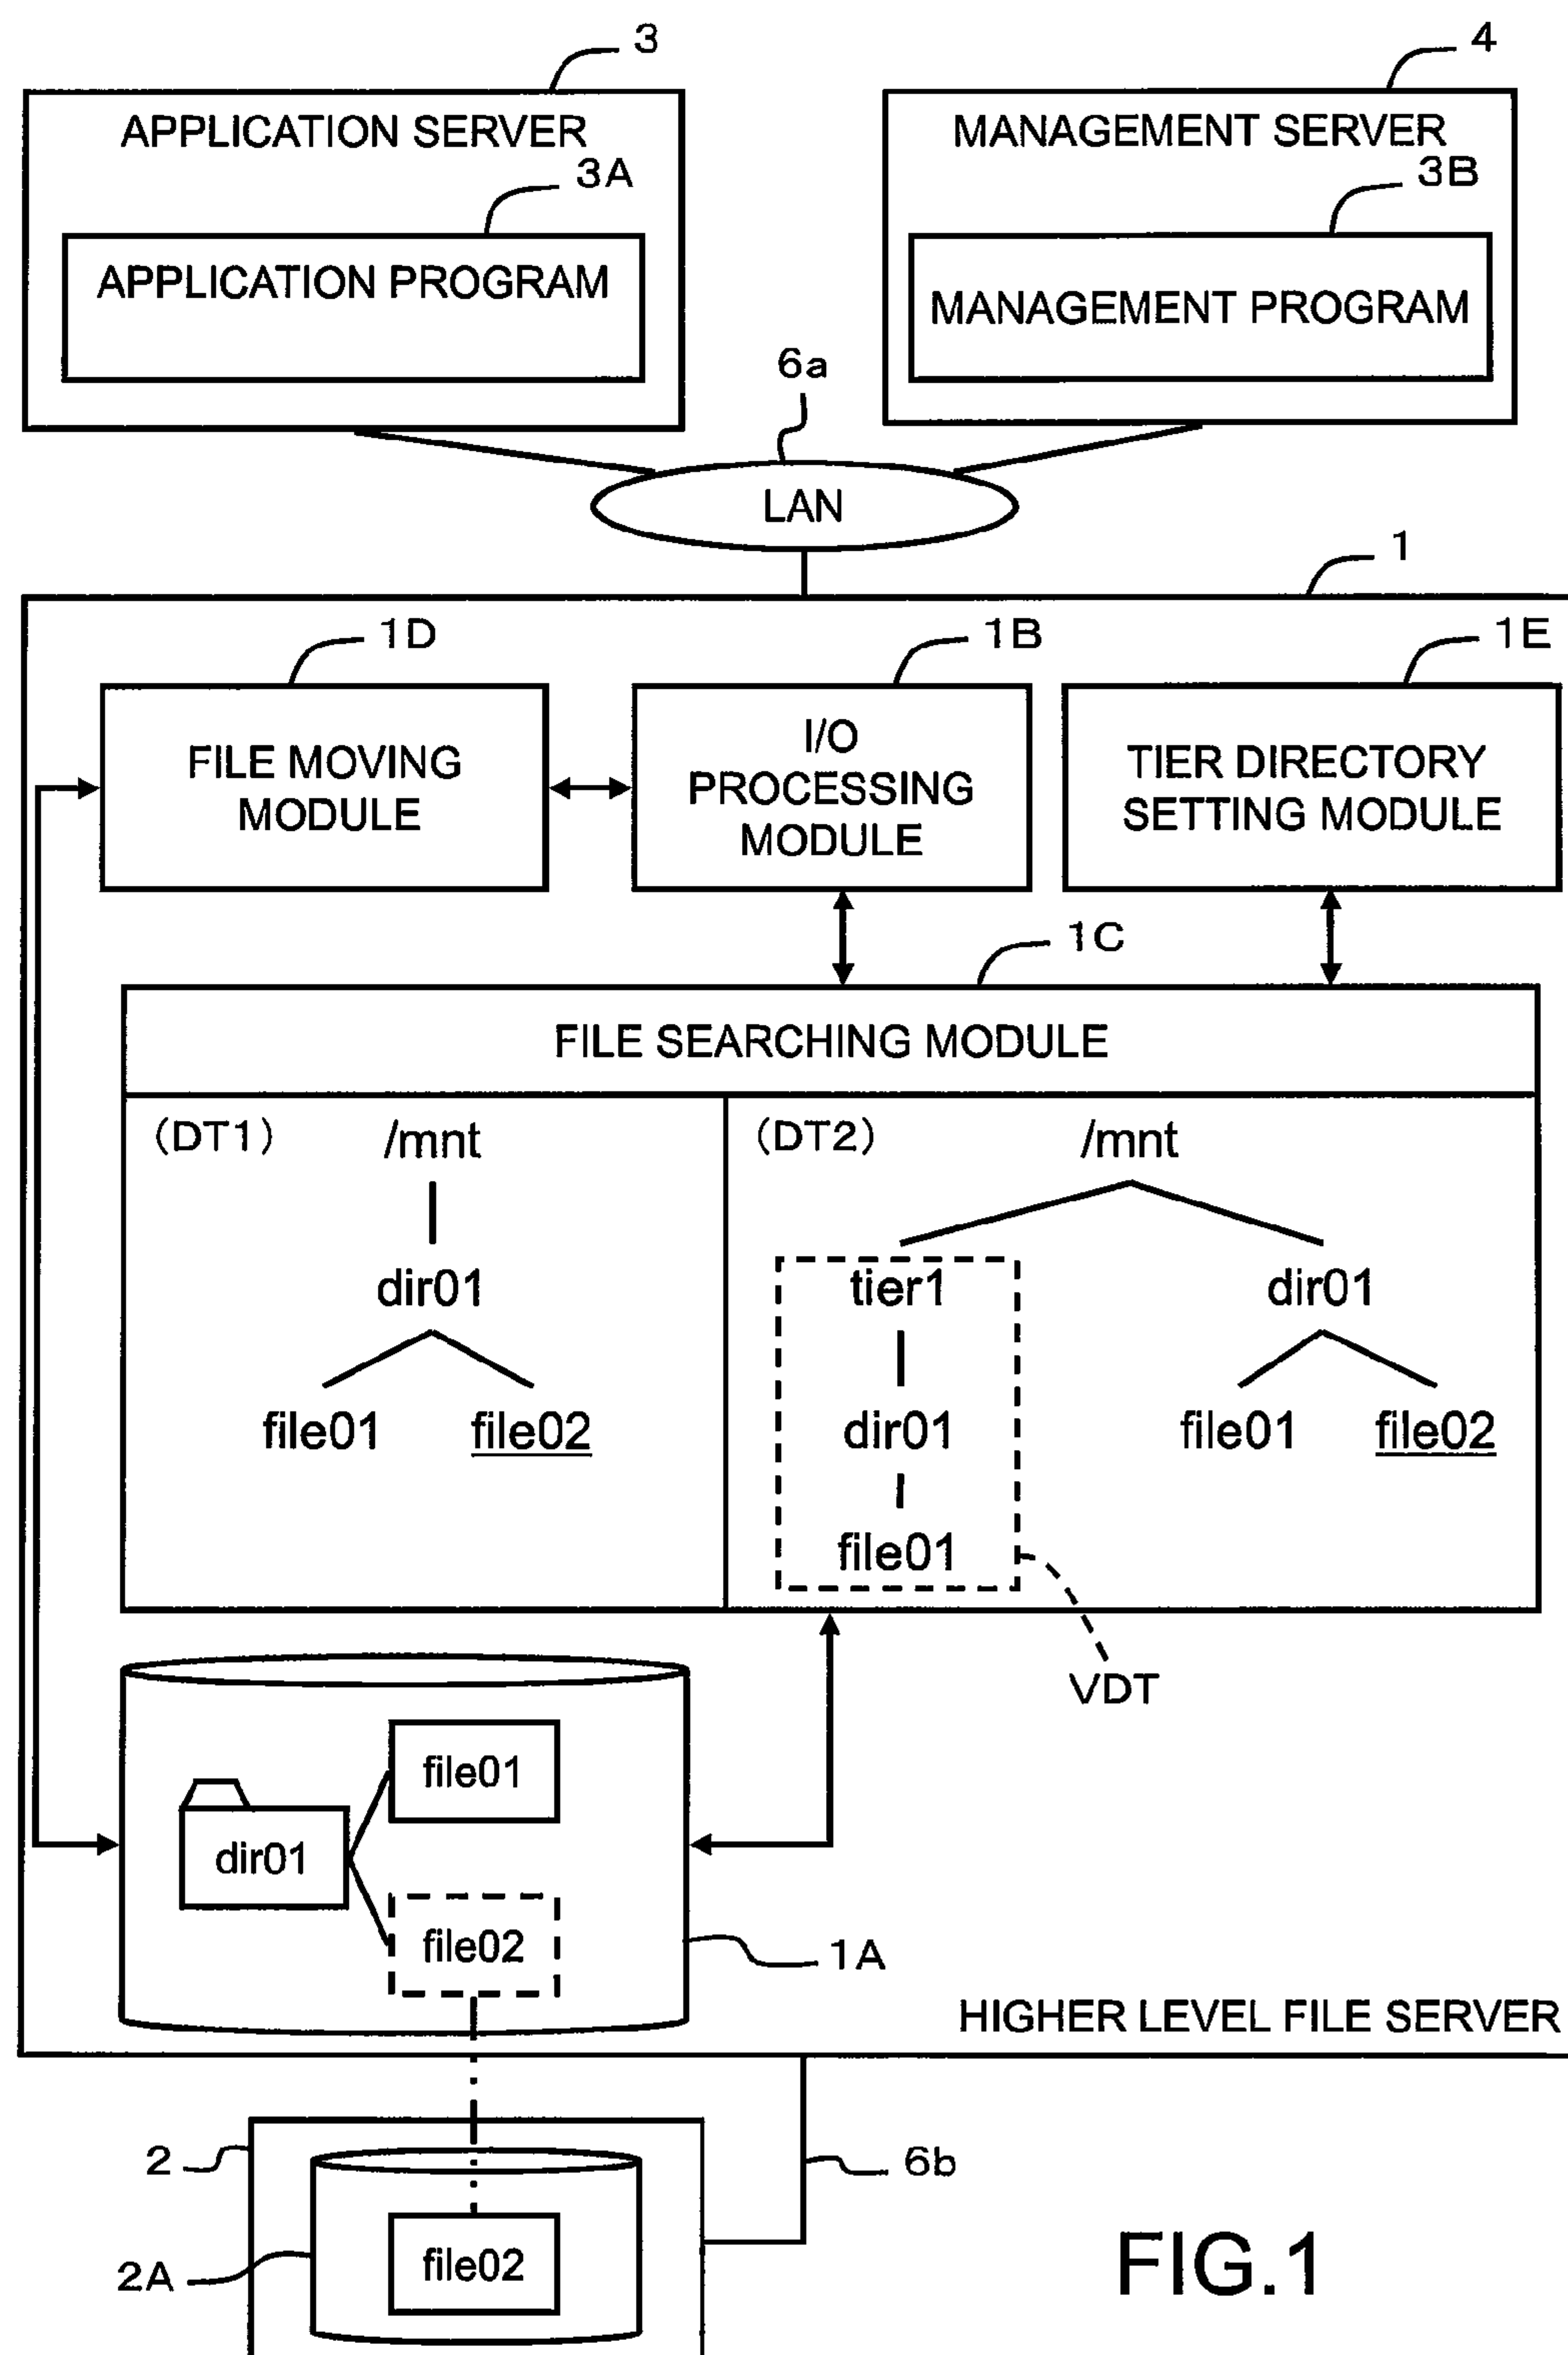 3
4
APPLICATION SERVER
MANAGEMENT SERVER
3A
3B
APPLICATION PROGRAM
MANAGEMENT PROGRAM
6a
LAN
1
1D
1B
1E
FILE MOVING
MODULE
I/O
PROCESSING
MODULE
TIER DIRECTORY
SETTING MODULE
1C
FILE SEARCHING MODULE
(DT1)
/mnt
dir01
file01
file02
(DT2)
/mnt
tier1
dir01
file01
dir01
file01
file02
VDT
file01
dir01
file02
1A
HIGHER LEVEL FILE SERVER
2
6b
2A
file02
FIG.1